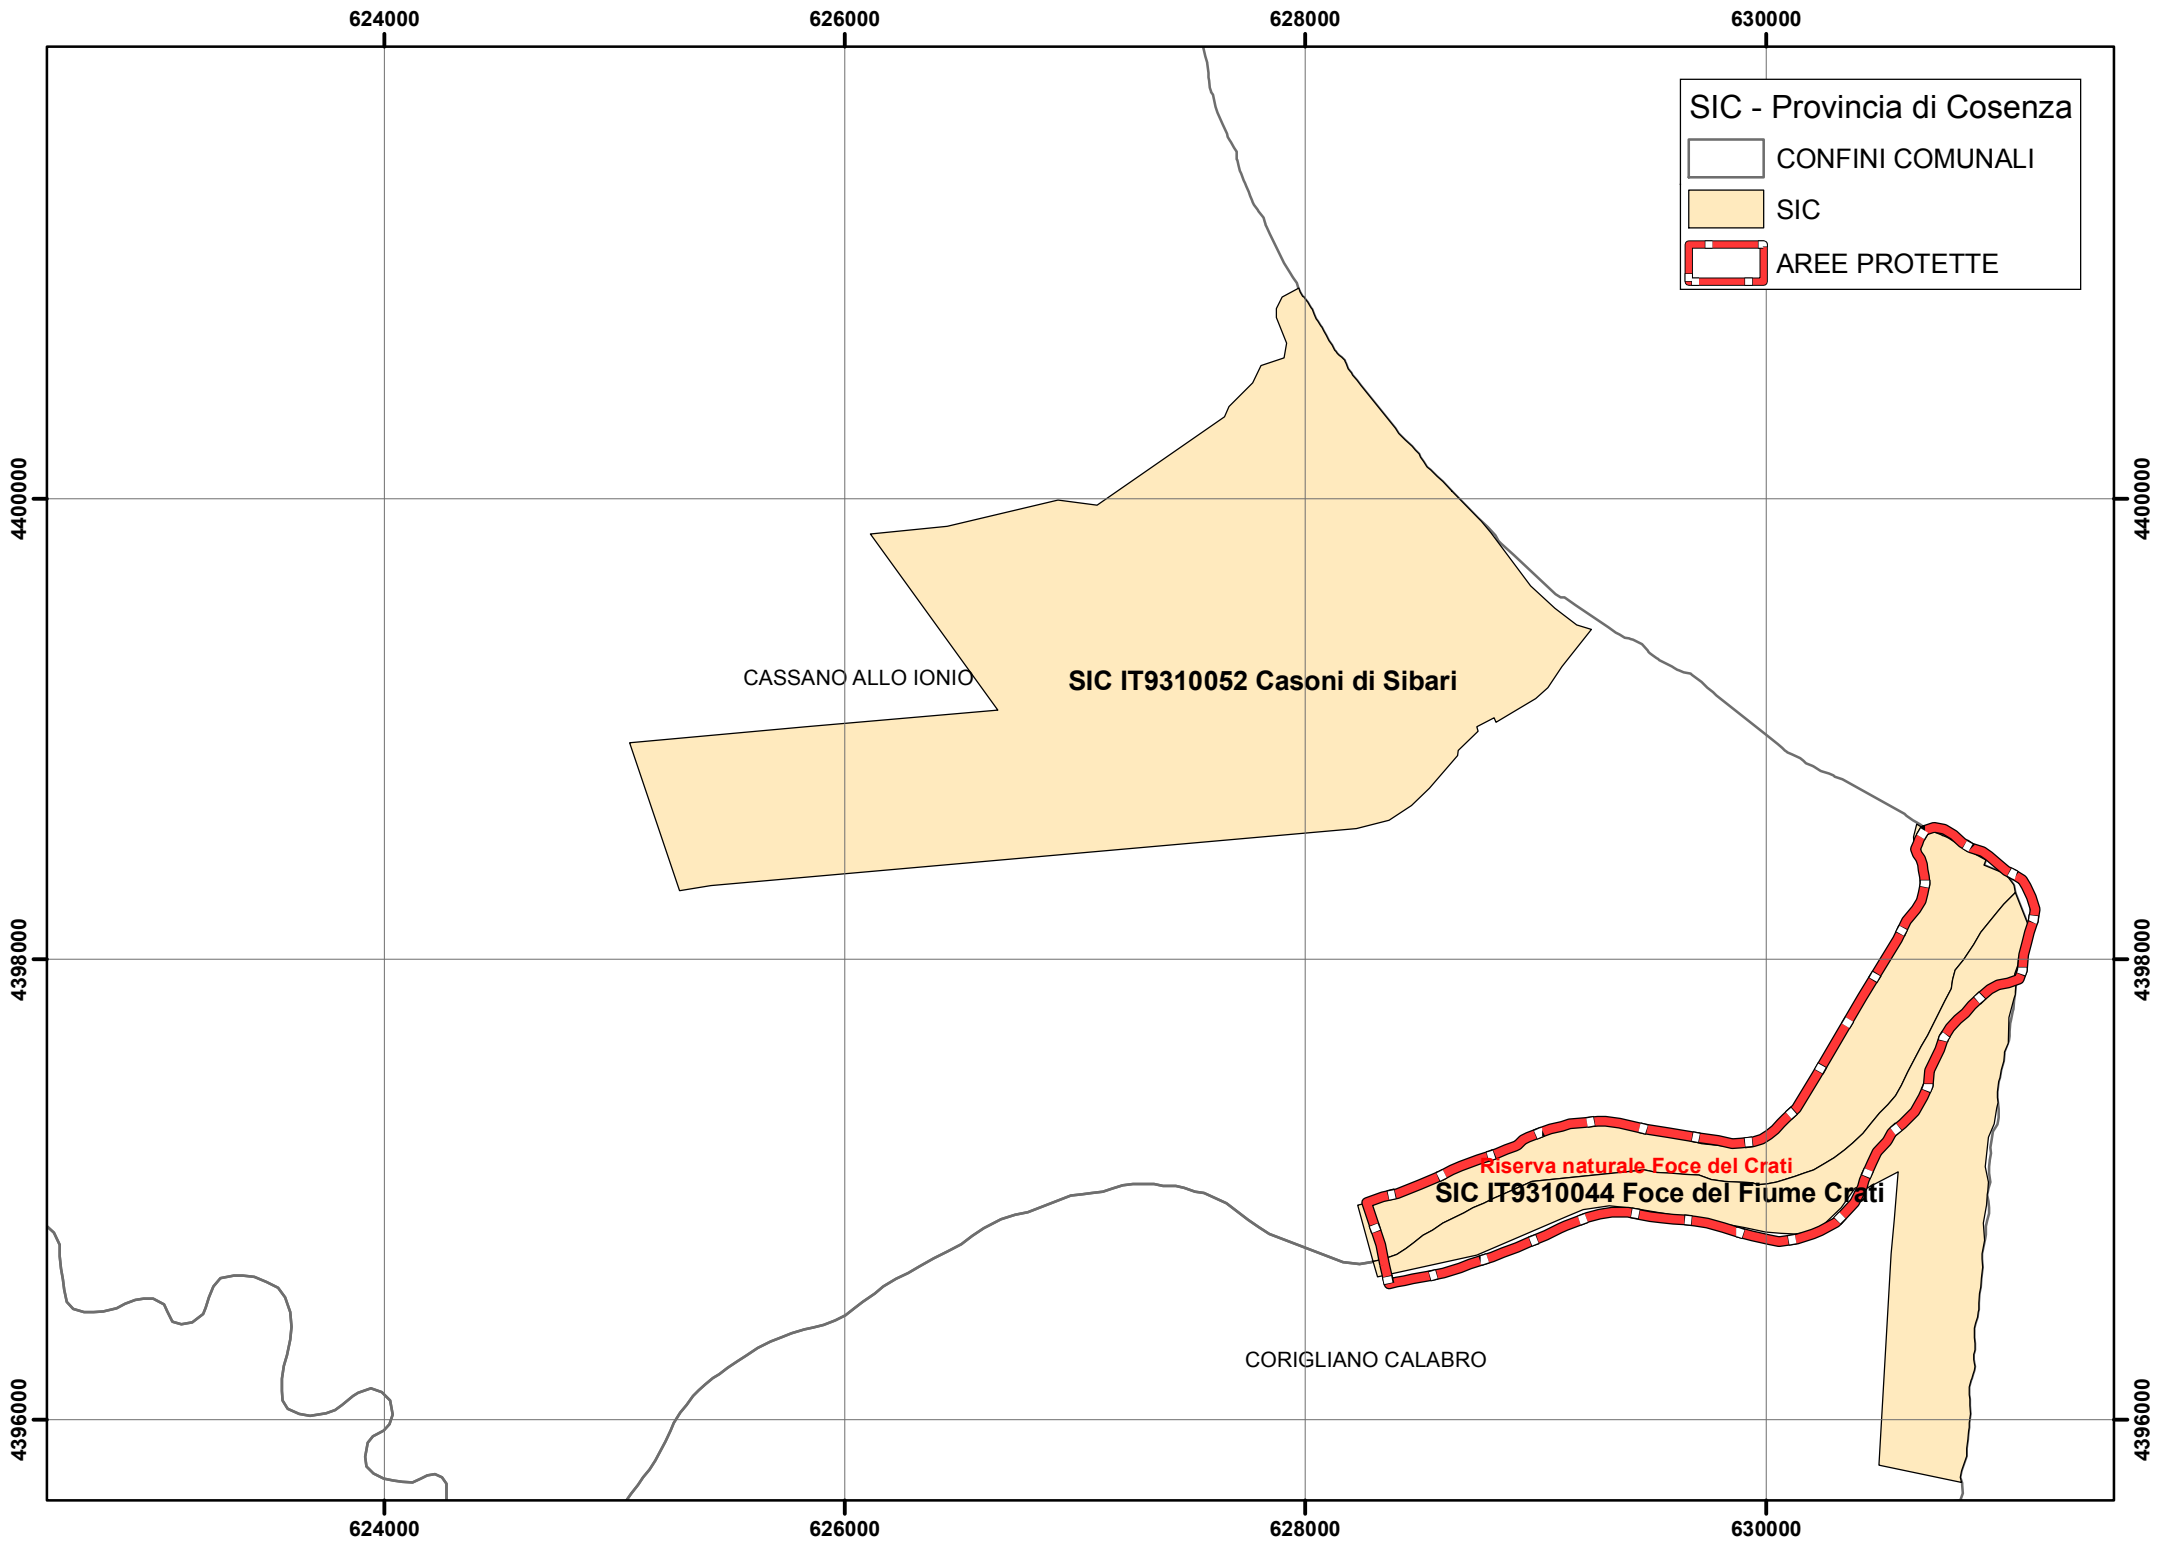 624000
626000
628000
630000
SIC - Provincia di Cosenza
CONFINI COMUNALI
SIC
AREE PROTETTE
4400000
4400000
CASSANO ALLO IONIO
SIC IT9310052 Casoni di Sibari
4398000
4398000
Riserva naturale Foce del Crati
SIC IT9310044 Foce del Fiume Crati
CORIGLIANO CALABRO
4396000
4396000
624000
626000
628000
630000